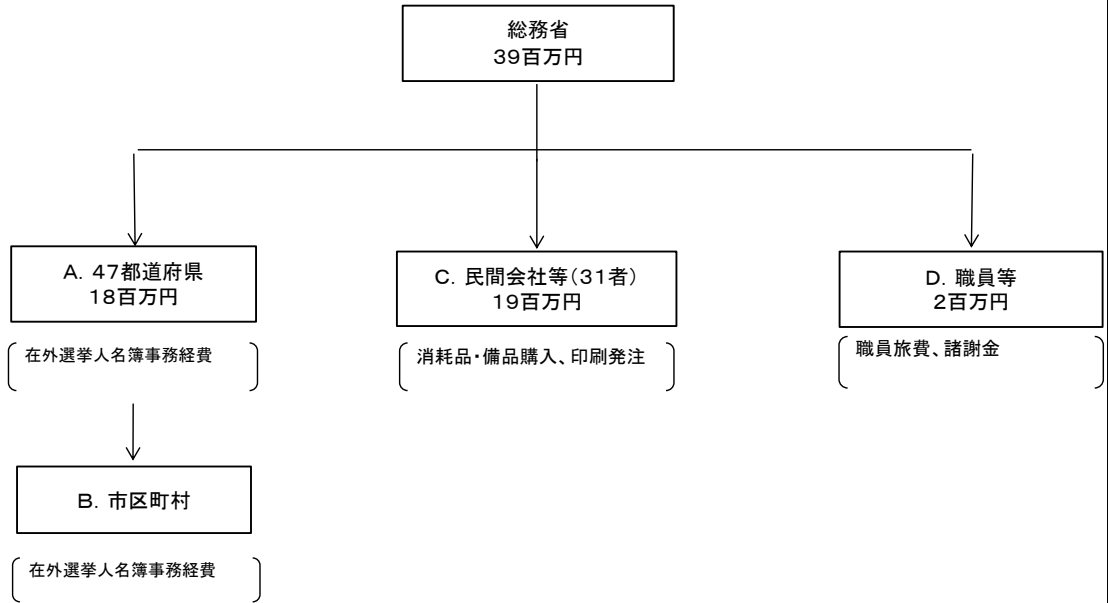 総務省
39百万円
A．47都道府県
18百万円
在外選挙人名簿事務経費
C．民間会社等（31者）
19百万円
消耗品・備品購入、印刷発注
D．職員等
2百万円
職員旅費、諸謝金
B．市区町村
在外選挙人名簿事務経費